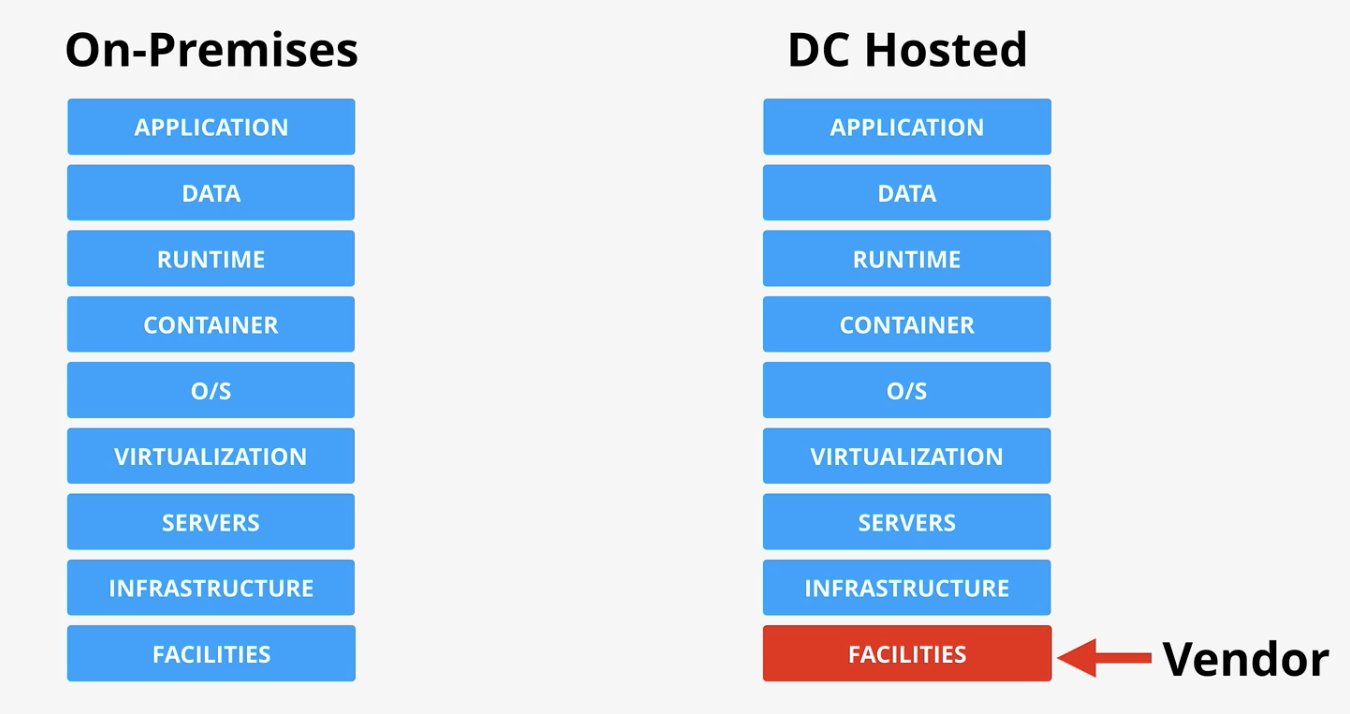 On-Premises
APPLICATION
DATA
RUNTIME
CONTAINER
O/S
VIRTUALIZATION
SERVERS
INFRASTRUCTURE
FACILITIES
DC Hosted
APPLICATION
DATA
RUNTIME
CONTAINER
O/S
VIRTUALIZATION
SERVERS
INFRASTRUCTURE
FACILITIES
Vendor